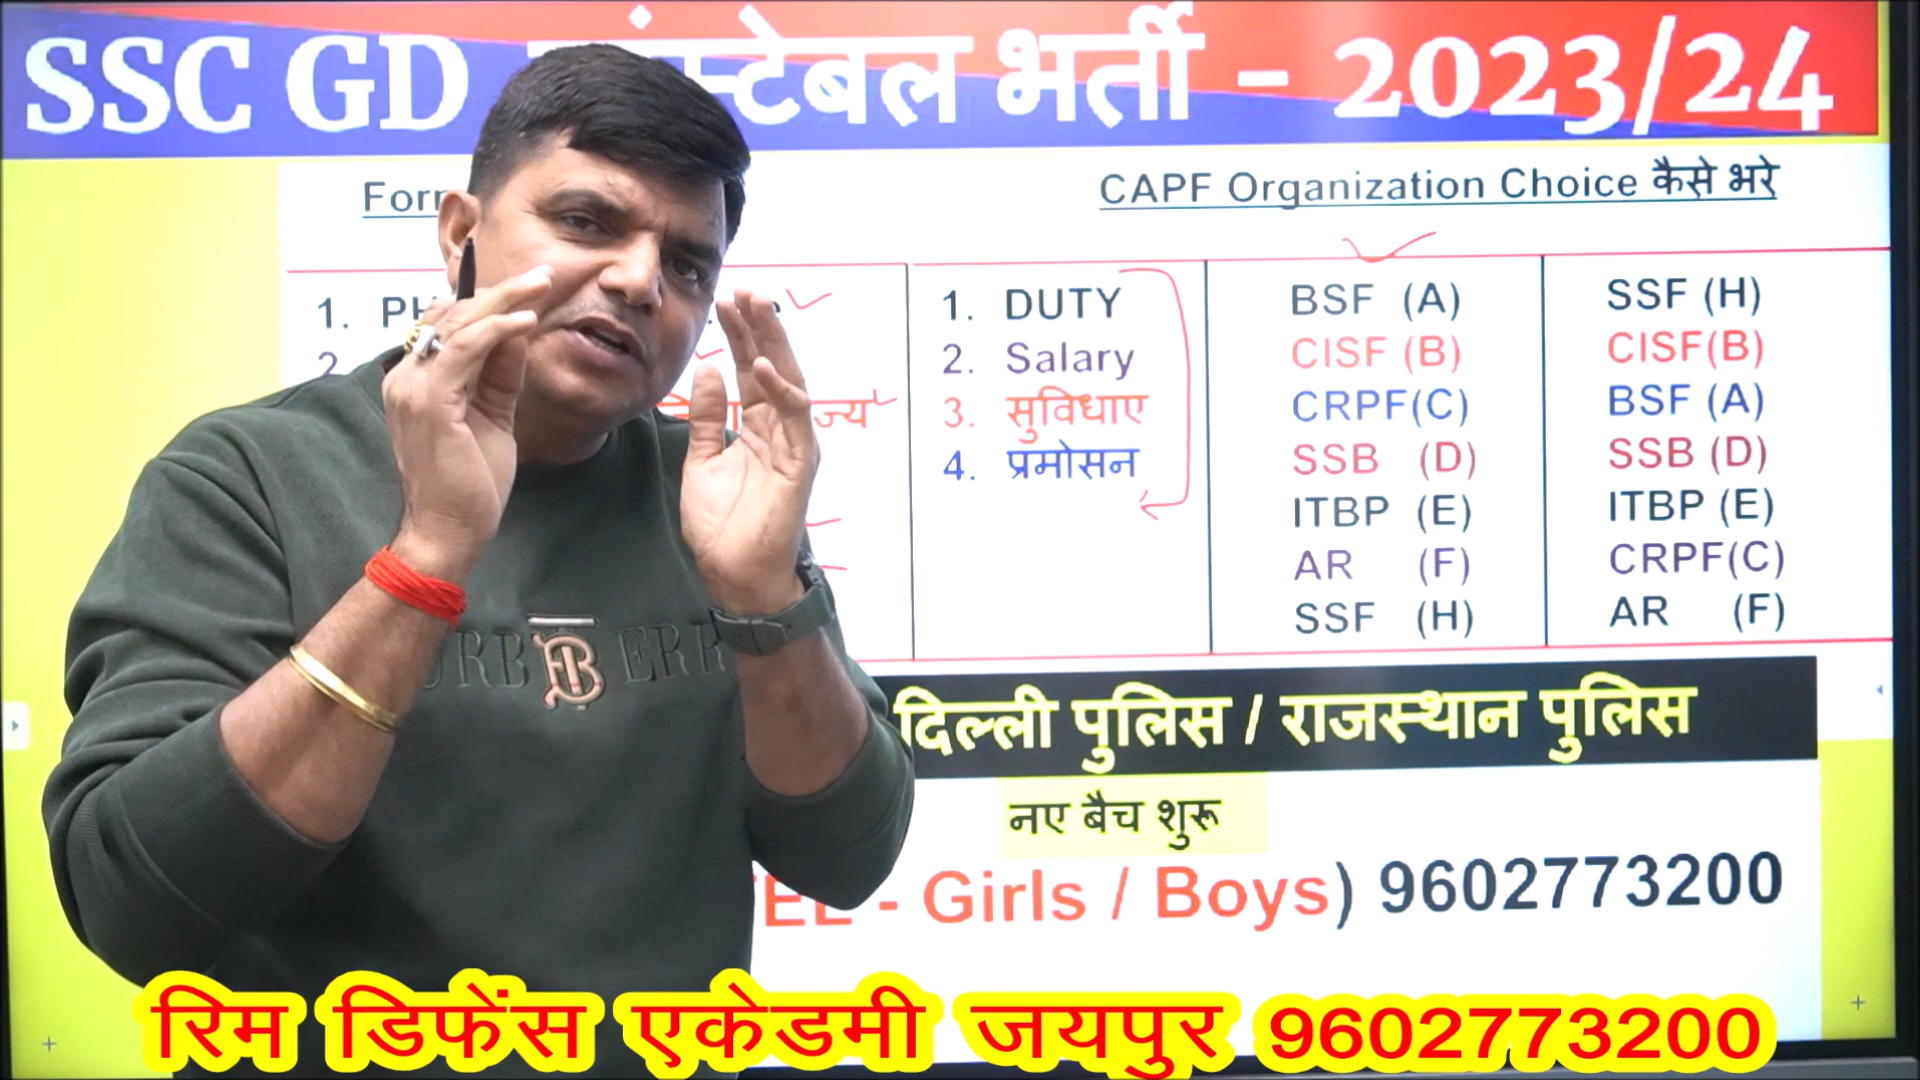 SSC GD भर्ती - 2023/24
CAPF Organization Choice कैसे भरे
1.
2.
1. DUTY
2. Salary
3. सुविधाए
4. प्रमोसन
BSF (A)
CISF (B)
CRPF(C)
SSB (D)
ITBP (E)
AR (F)
SSF (H)
SSF (H)
CISF(B)
BSF (A)
SSB (D)
ITBP (E)
CRPF(C)
AR (F)
दिल्ली पुलिस / राजस्थान पुलिस
नए बैच शुरू
- Girls / Boys) 9602773200
रिम डिफेंस एकेडमी जयपुर 9602773200